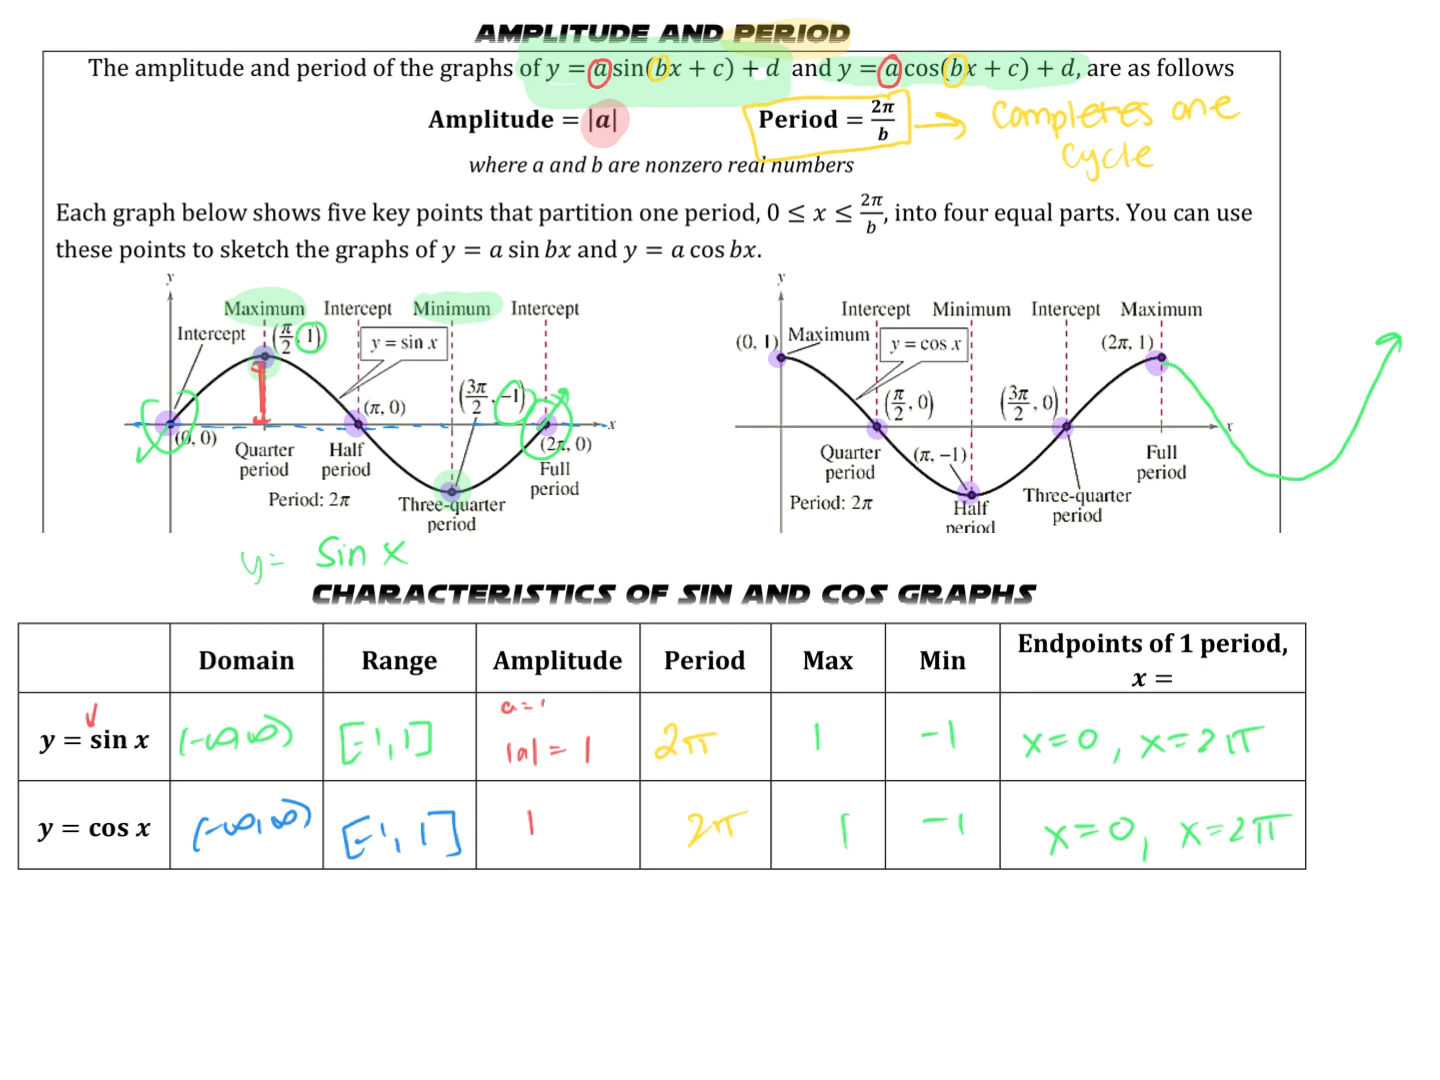 AMPLITUDE AND PERIOD
The amplitude and period of the graphs of y = a sin(bx + c) + d and y = a cos(bx + c) + d, are as follows
Amplitude = |a| Period = 2π/b → completes one cycle
where a and b are nonzero real numbers
Each graph below shows five key points that partition one period, 0 ≤ x ≤ 2π/b, into four equal parts. You can use
these points to sketch the graphs of y = a sin bx and y = a cos bx.
y
Maximum Intercept Minimum Intercept
Intercept (π/2, 1) y = sin x
(π, 0) (3π/2, -1)
x
(0, 0) (2π, 0)
Quarter period Half period Full period
Period: 2π Three-quarter period
y
Intercept Minimum Intercept Maximum
(0, 1) Maximum y = cos x (2π, 1)
(π/2, 0) (3π/2, 0)
x
Quarter period (π, -1) Full period
Period: 2π Half period Three-quarter period
y = sin x
CHARACTERISTICS OF SIN AND COS GRAPHS
Domain Range Amplitude Period Max Min Endpoints of 1 period, x =
y = sin x (-∞, ∞) [-1, 1] a = 1 |a| = 1 2π 1 -1 x=0, x=2π
y = cos x (-∞, ∞) [-1, 1] 1 2π 1 -1 x=0, x=2π